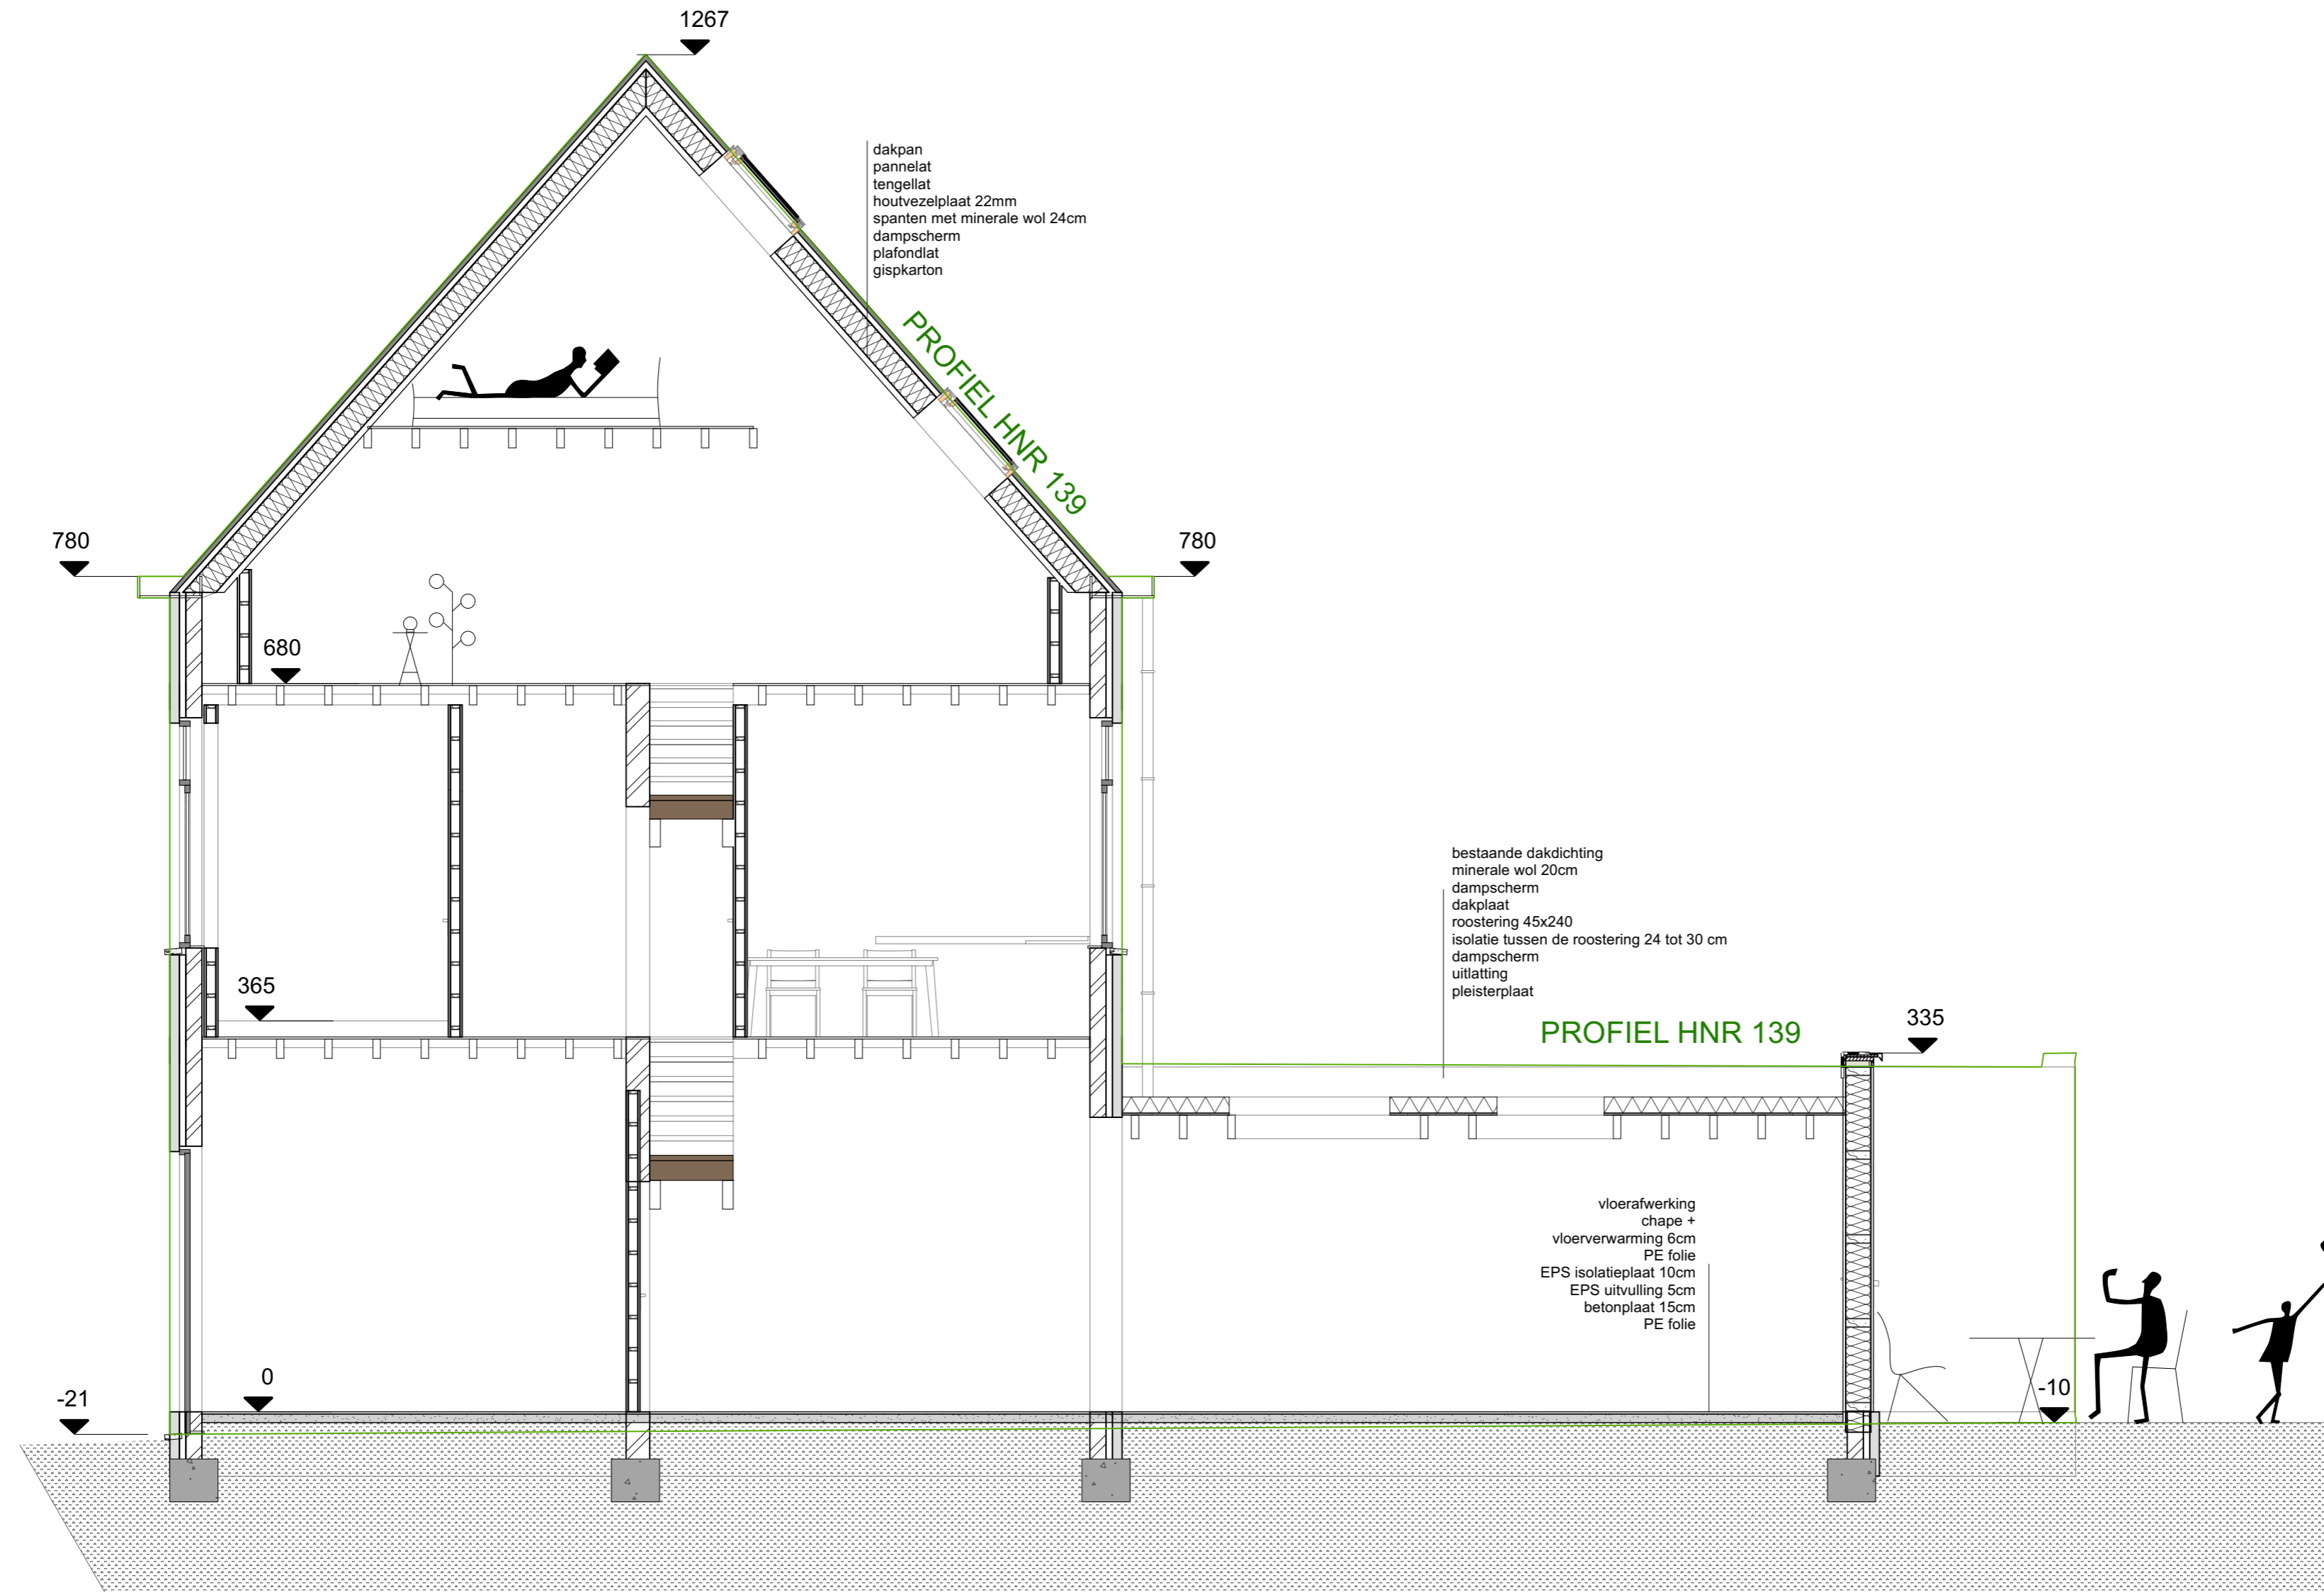 1267
dakpan
pannelat
tengellat
houtvezelplaat 22mm
spanten met minerale wol 24cm
dampscherm
plafondlat
gispkarton
PROFIEL HNR 139
780
780
680
365
bestaande dakdichting
minerale wol 20cm
dampscherm
dakplaat
roostering 45x240
isolatie tussen de roostering 24 tot 30 cm
dampscherm
uitlatting
pleisterplaat
PROFIEL HNR 139
335
vloerafwerking
chape +
vloerverwarming 6cm
PE folie
EPS isolatieplaat 10cm
EPS uitvulling 5cm
betonplaat 15cm
PE folie
0
-21
-10